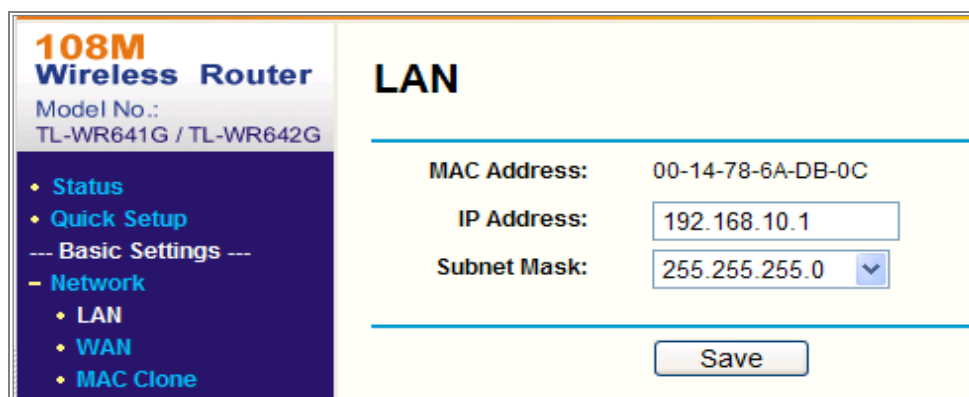 108M
Wireless Router
Model No.:
TL-WR641G / TL-WR642G
• Status
• Quick Setup
--- Basic Settings ---
– Network
• LAN
• WAN
• MAC Clone
LAN
MAC Address: 00-14-78-6A-DB-0C
IP Address: 192.168.10.1
Subnet Mask: 255.255.255.0
Save